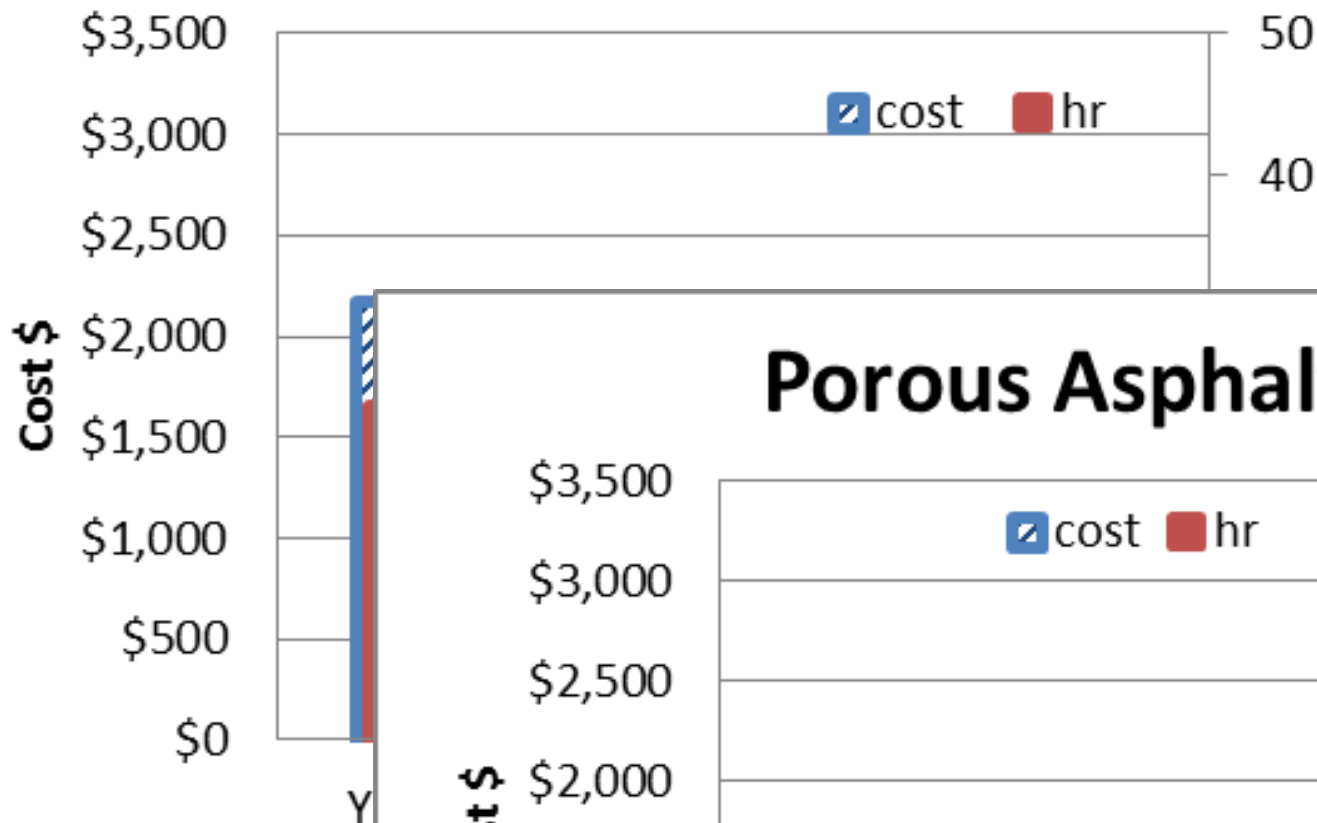 $3,500
50
cost
hr
$3,000
40
$2,500
Cost $
$2,000
$1,500
$1,000
$500
$0
Y
Porous Asphal
$3,500
cost
hr
$3,000
$2,500
$2,000
t $